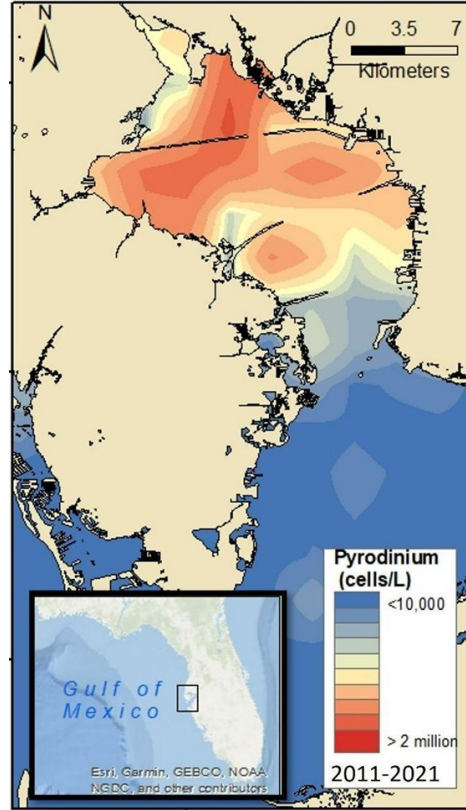 N
0 3.5 7
Kilometers
Pyrodinium
(cells/L)
<10,000
> 2 million
2011-2021
Gulf of
Mexico
Esri, Garmin, GEBCO, NOAA,
NGDC, and other contributors